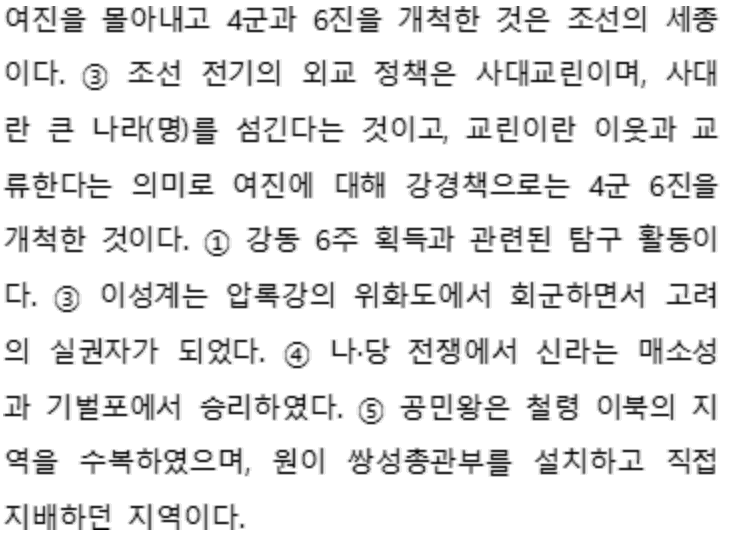 여진을 몰아내고 4군과 6진을 개척한 것은 조선의 세종
이다. ③ 조선 전기의 외교 정책은 사대교린이며, 사대
란 큰 나라(명)를 섬긴다는 것이고, 교린이란 이웃과 교
류한다는 의미로 여진에 대해 강경책으로는 4군 6진을
개척한 것이다. ① 강동 6주 획득과 관련된 탐구 활동이
다. ③ 이성계는 압록강의 위화도에서 회군하면서 고려
의 실권자가 되었다. ④ 나·당 전쟁에서 신라는 매소성
과 기벌포에서 승리하였다. ⑤ 공민왕은 철령 이북의 지
역을 수복하였으며, 원이 쌍성총관부를 설치하고 직접
지배하던 지역이다.